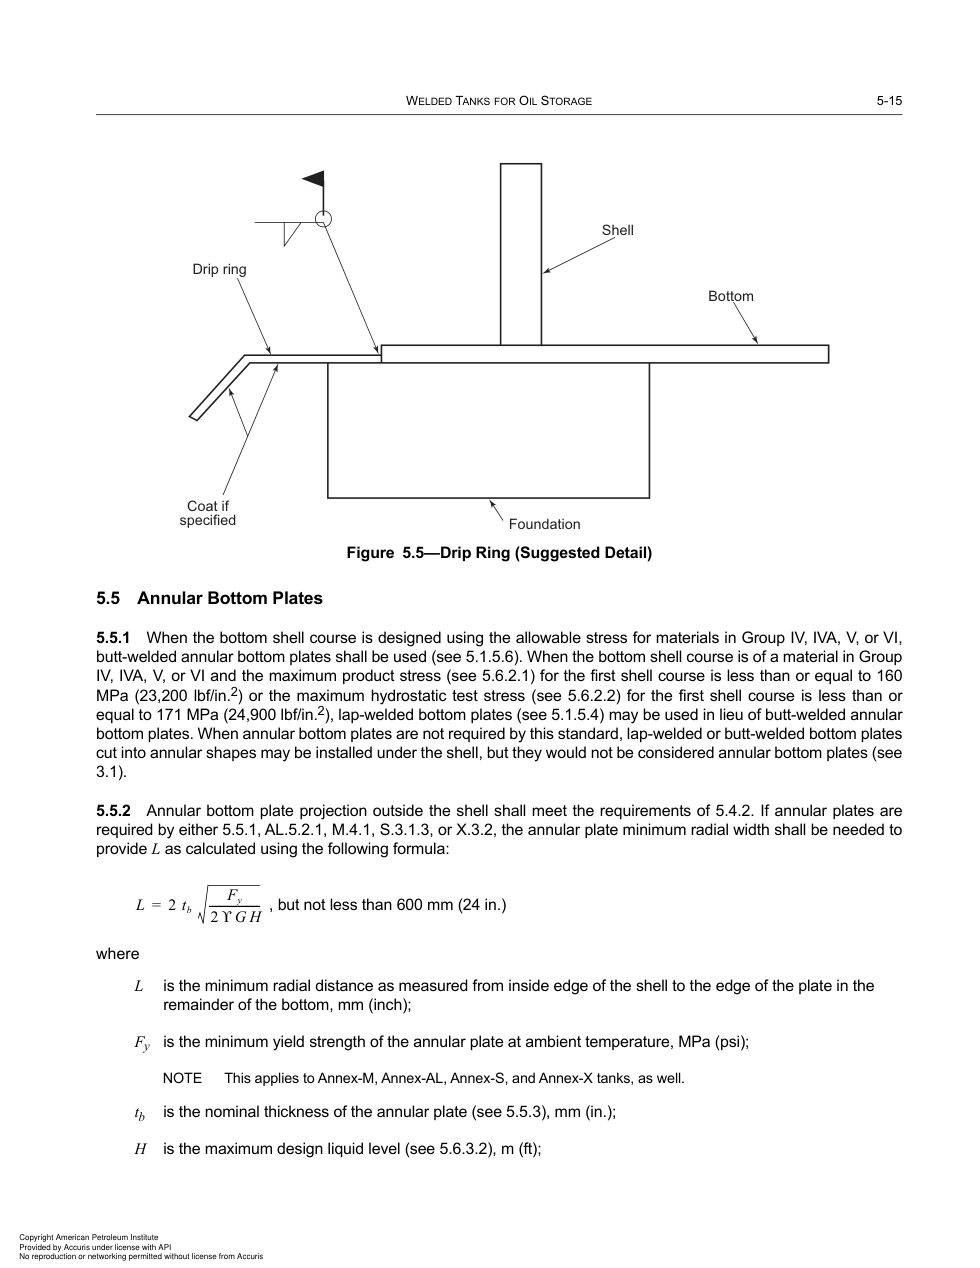 WELDED TANKS FOR OIL STORAGE 5-15
Shell
Drip ring
Bottom
Coat if
specified
Foundation
Figure 5.5—Drip Ring (Suggested Detail)
5.5 Annular Bottom Plates
5.5.1 When the bottom shell course is designed using the allowable stress for materials in Group IV, IVA, V, or VI,
butt-welded annular bottom plates shall be used (see 5.1.5.6). When the bottom shell course is of a material in Group
IV, IVA, V, or VI and the maximum product stress (see 5.6.2.1) for the first shell course is less than or equal to 160
MPa (23,200 lbf/in.2) or the maximum hydrostatic test stress (see 5.6.2.2) for the first shell course is less than or
equal to 171 MPa (24,900 lbf/in.2), lap-welded bottom plates (see 5.1.5.4) may be used in lieu of butt-welded annular
bottom plates. When annular bottom plates are not required by this standard, lap-welded or butt-welded bottom plates
cut into annular shapes may be installed under the shell, but they would not be considered annular bottom plates (see
3.1).
5.5.2 Annular bottom plate projection outside the shell shall meet the requirements of 5.4.2. If annular plates are
required by either 5.5.1, AL.5.2.1, M.4.1, S.3.1.3, or X.3.2, the annular plate minimum radial width shall be needed to
provide L as calculated using the following formula:
L = 2 tb √(Fy / 2 ϒ G H) , but not less than 600 mm (24 in.)
where
L is the minimum radial distance as measured from inside edge of the shell to the edge of the plate in the
remainder of the bottom, mm (inch);
Fy is the minimum yield strength of the annular plate at ambient temperature, MPa (psi);
NOTE This applies to Annex-M, Annex-AL, Annex-S, and Annex-X tanks, as well.
tb is the nominal thickness of the annular plate (see 5.5.3), mm (in.);
H is the maximum design liquid level (see 5.6.3.2), m (ft);
Copyright American Petroleum Institute
Provided by Accuris under license with API
No reproduction or networking permitted without license from Accuris